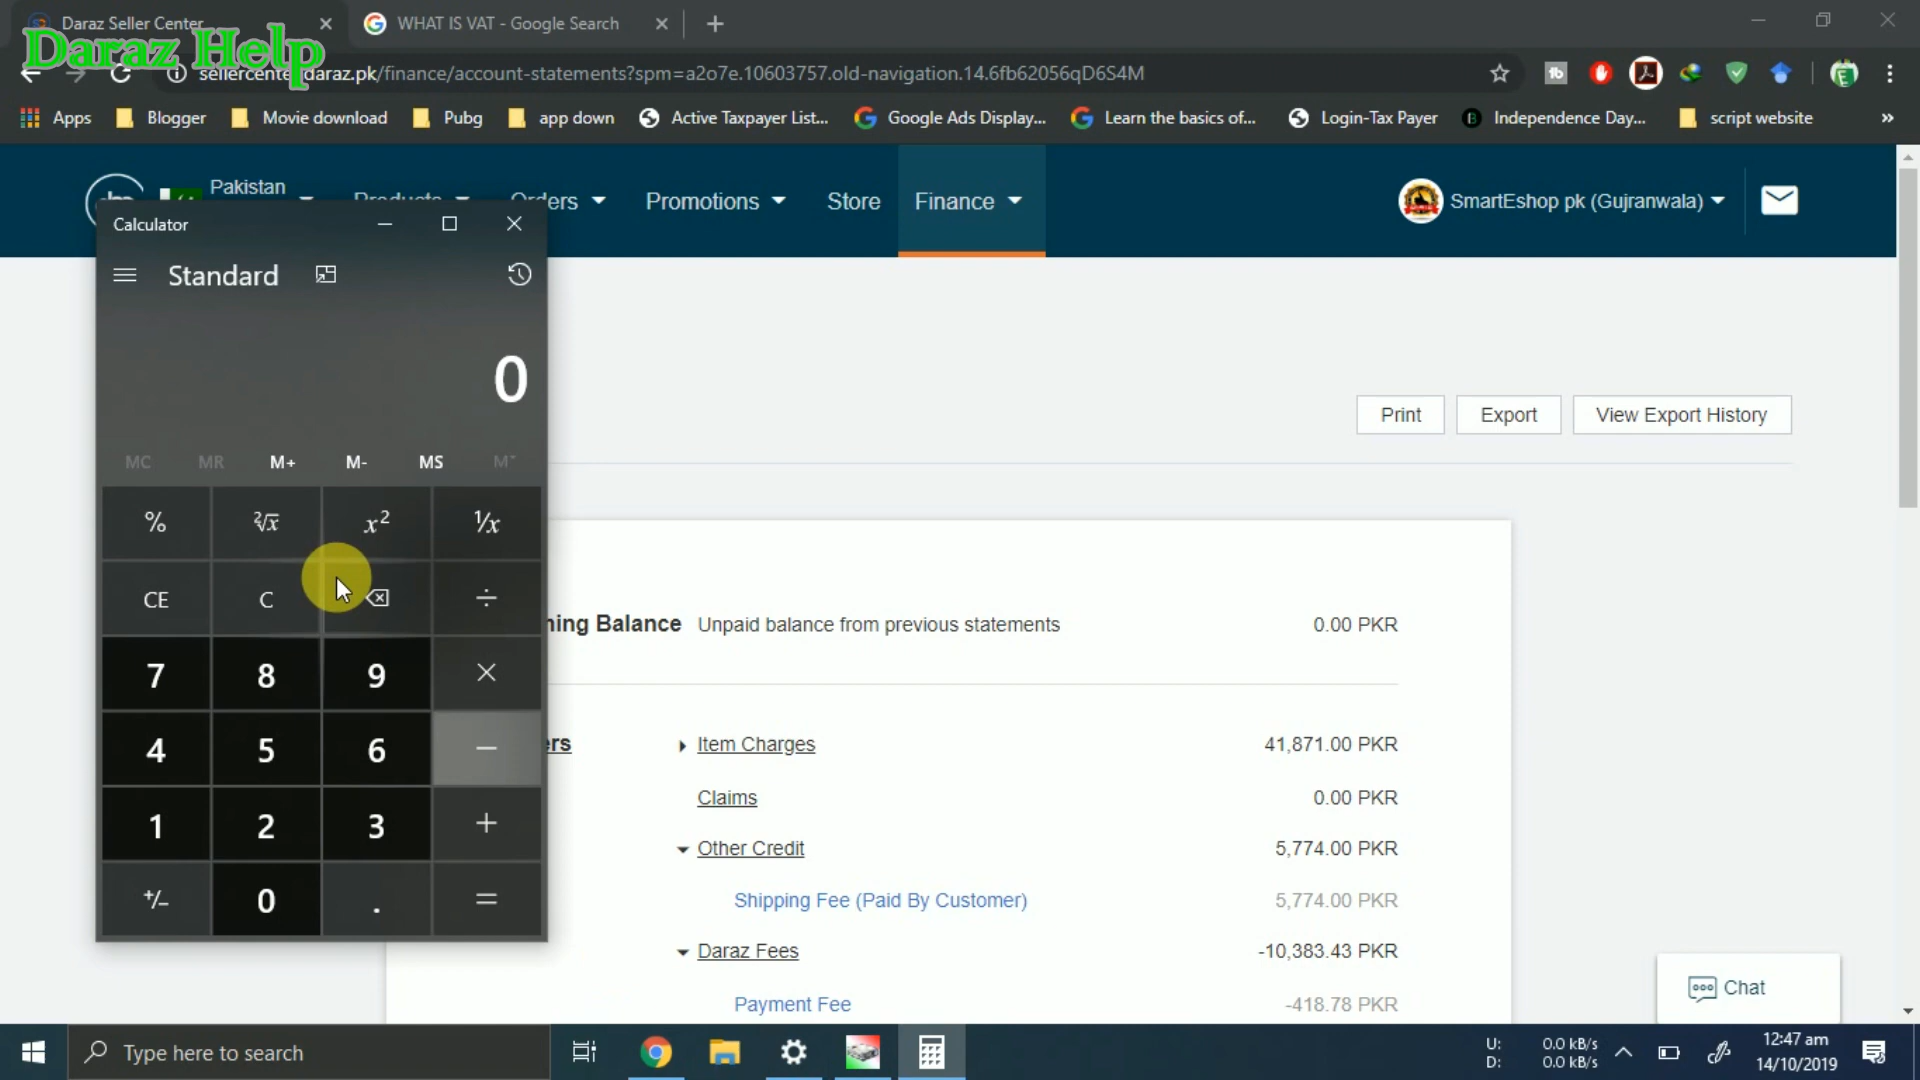 Daraz Seller Center
WHAT IS VAT - Google Search
Daraz Help
daraz.pk/finance/account-statements?spm=a2o7e.10603757.old-navigation.14.6fb62056qD6S4M
Apps
Blogger
Movie download
Pubg
app down
Active Taxpayer List...
Google Ads Display...
Learn the basics of...
Login-Tax Payer
Independence Day...
script website
»
Pakistan
Products
Orders
Promotions
Store
Finance
SmartEshop pk (Gujranwala)
Calculator
Standard
0
MC MR M+ M- MS M˅
% ²√x x² ¹/x
CE C ÷
7 8 9 ×
4 5 6 −
1 2 3 +
+/− 0 . =
Print
Export
View Export History
ning Balance
Unpaid balance from previous statements
0.00 PKR
ers
Item Charges
41,871.00 PKR
Claims
0.00 PKR
Other Credit
5,774.00 PKR
Shipping Fee (Paid By Customer)
5,774.00 PKR
Daraz Fees
-10,383.43 PKR
Payment Fee
-418.78 PKR
Chat
Type here to search
U: 0.0 kB/s
D: 0.0 kB/s
12:47 am
14/10/2019